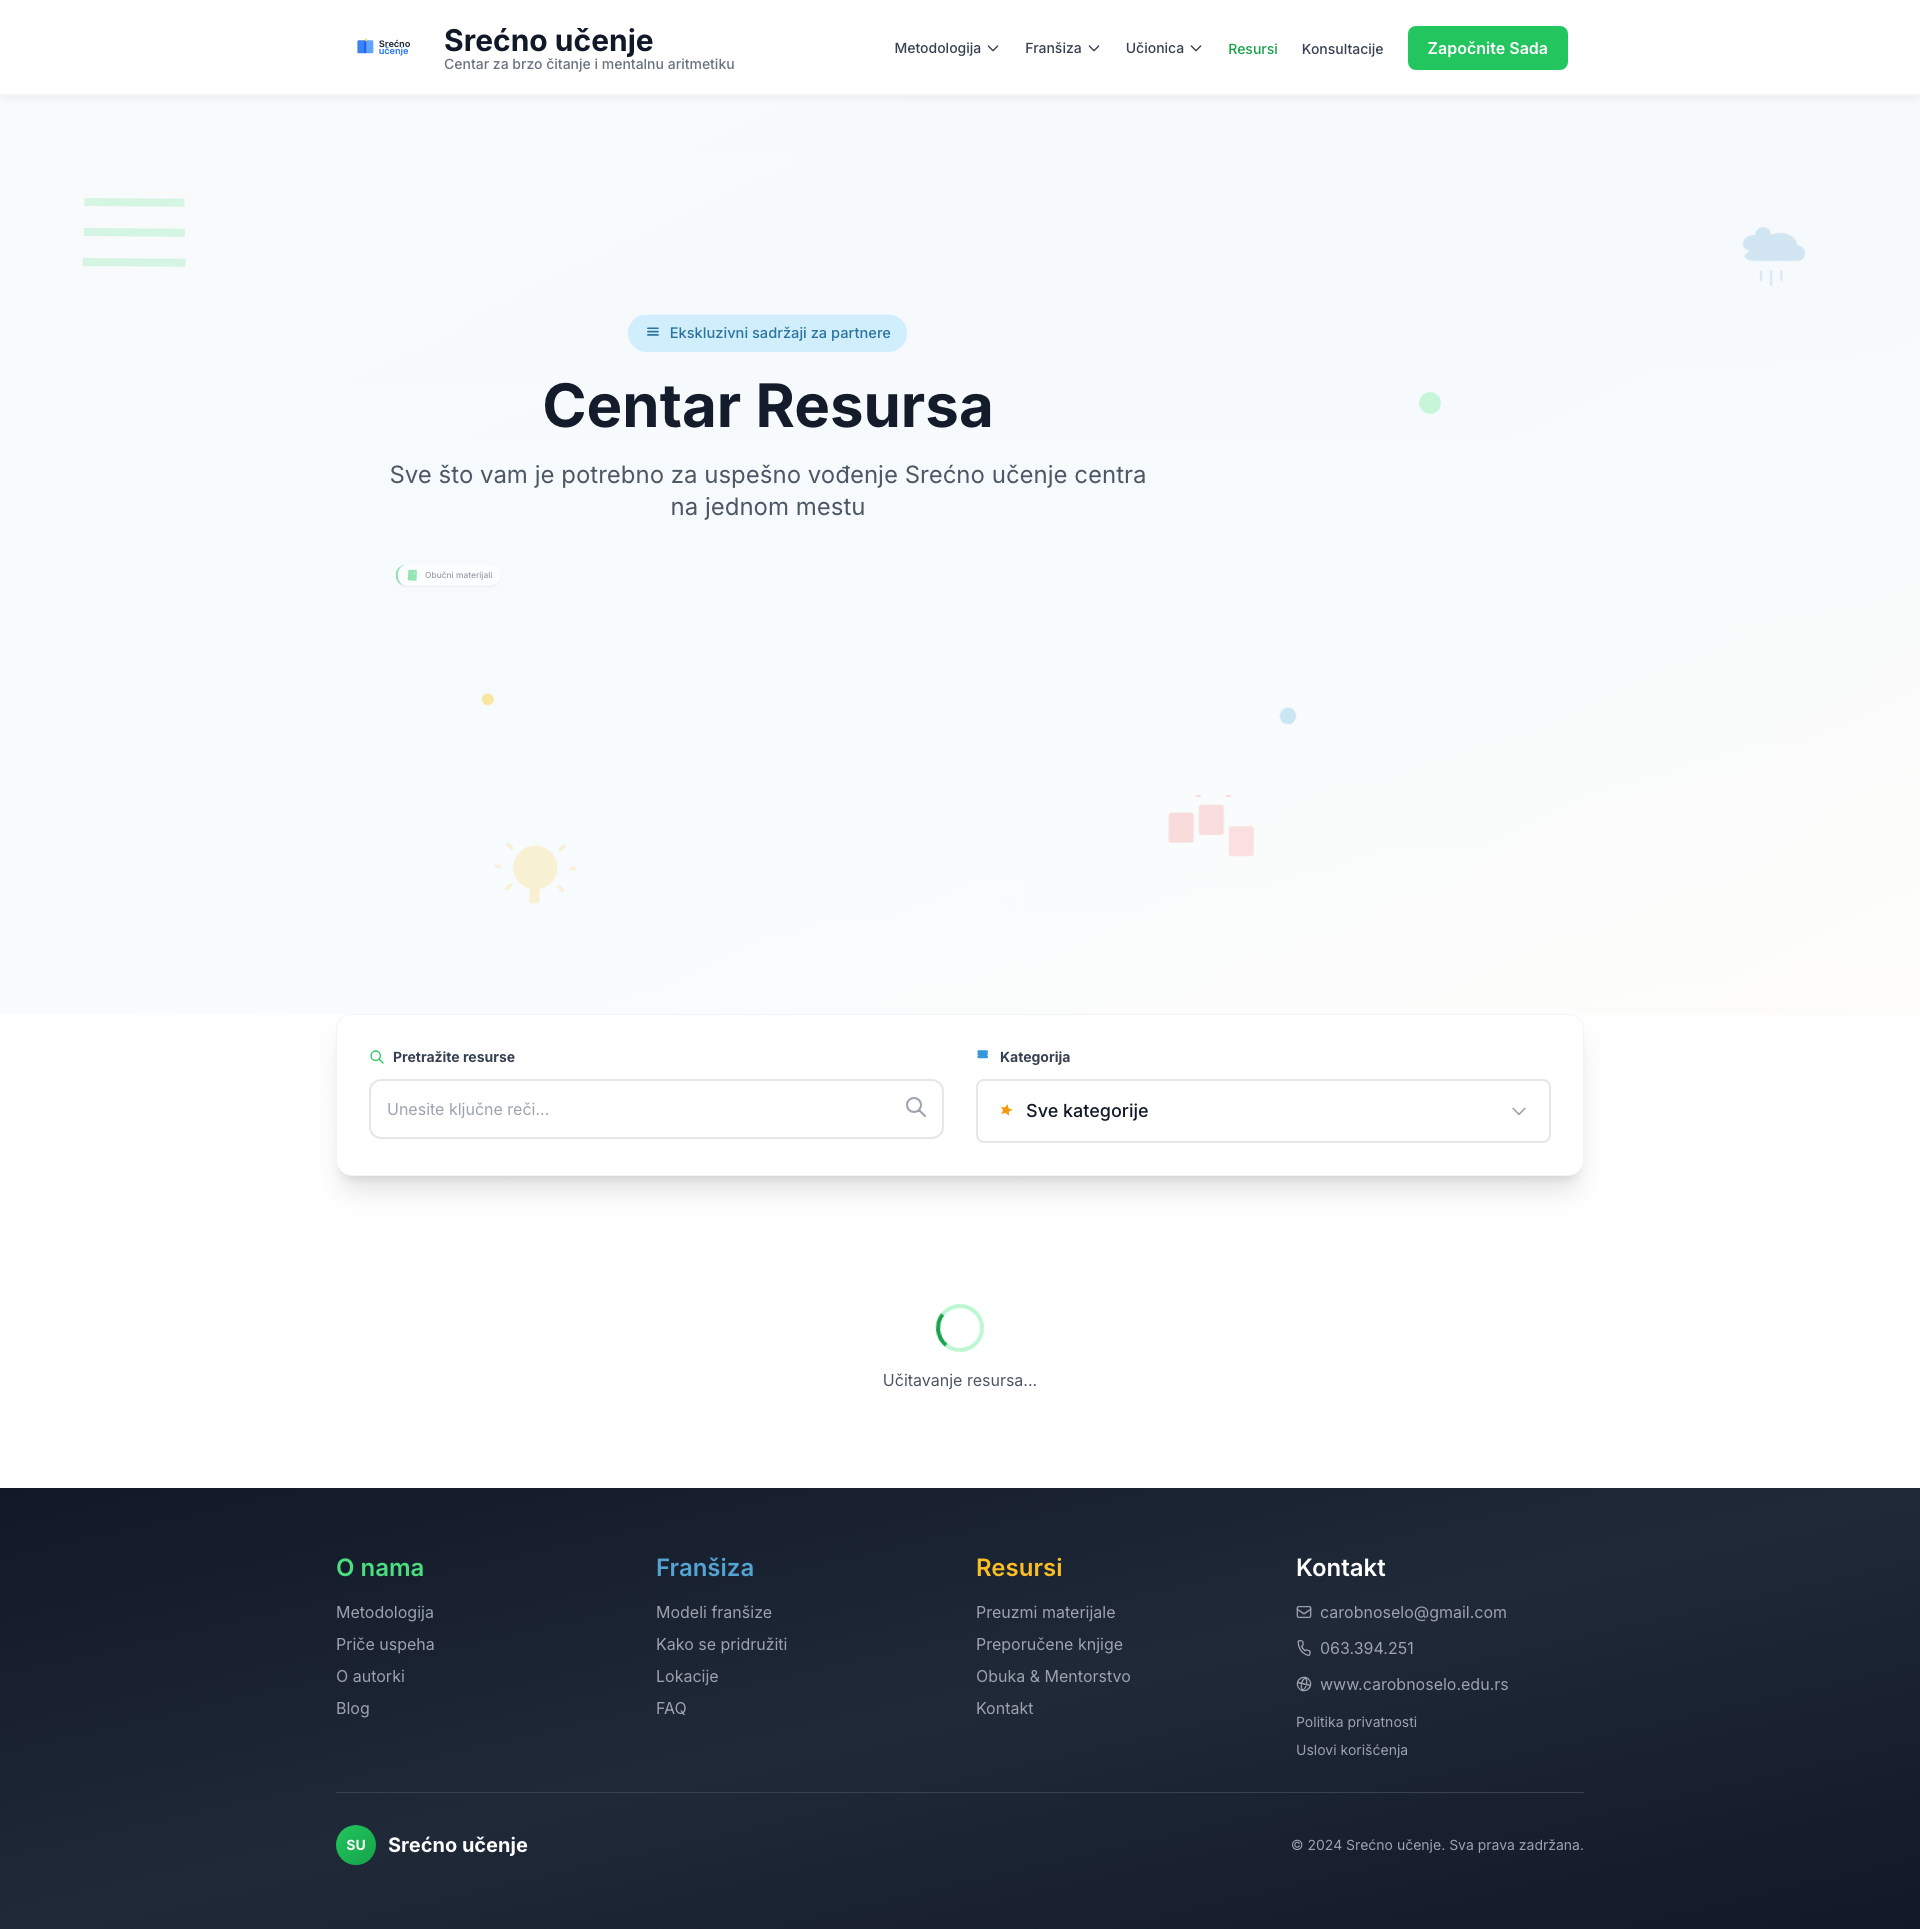 Srećno
učenje
Srećno učenje
Centar za brzo čitanje i mentalnu aritmetiku
Metodologija
Franšiza
Učionica
Resursi
Konsultacije
Započnite Sada
Ekskluzivni sadržaji za partnere
Centar Resursa
Sve što vam je potrebno za uspešno vođenje Srećno učenje centra
na jednom mestu
Obučni materijali
Pretražite resurse
Unesite ključne reči...
Kategorija
Sve kategorije
Učitavanje resursa...
O nama
Metodologija
Priče uspeha
O autorki
Blog
Franšiza
Modeli franšize
Kako se pridružiti
Lokacije
FAQ
Resursi
Preuzmi materijale
Preporučene knjige
Obuka & Mentorstvo
Kontakt
Kontakt
carobnoselo@gmail.com
063.394.251
www.carobnoselo.edu.rs
Politika privatnosti
Uslovi korišćenja
SU
Srećno učenje
© 2024 Srećno učenje. Sva prava zadržana.